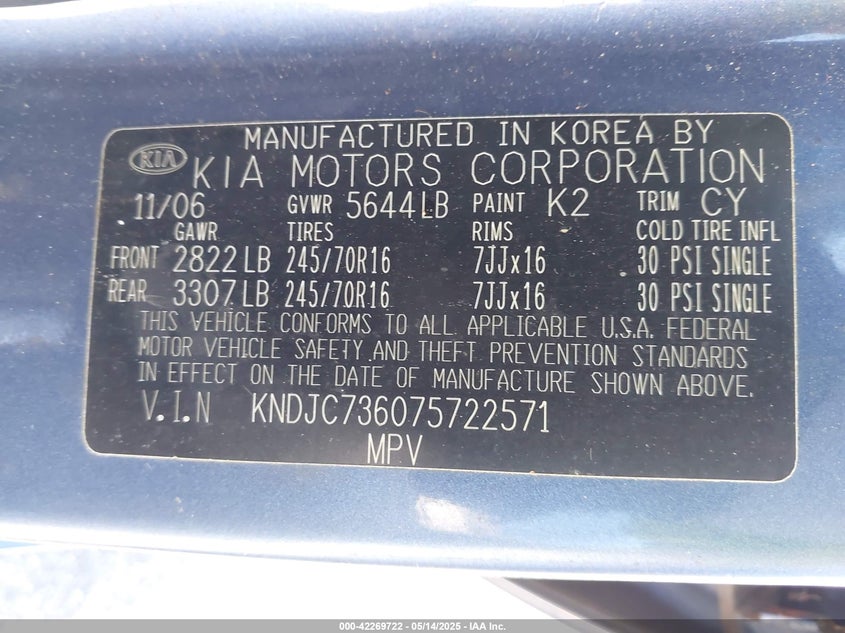 MANUFACTURED IN KOREA BY
KIA KIA MOTORS CORPORATION
11/06 GVWR 5644LB PAINT K2 TRIM CY
GAWR TIRES RIMS COLD TIRE INFL
FRONT 2822LB 245/70R16 7JJx16 30 PSI SINGLE
REAR 3307LB 245/70R16 7JJx16 30 PSI SINGLE
THIS VEHICLE CONFORMS TO ALL APPLICABLE U.S.A. FEDERAL
MOTOR VEHICLE SAFETY AND THEFT PREVENTION STANDARDS
IN EFFECT ON THE DATE OF MANUFACTURE SHOWN ABOVE.
V.I.N KNDJC736075722571
MPV
000-42269722 - 05/14/2025 - IAA Inc.